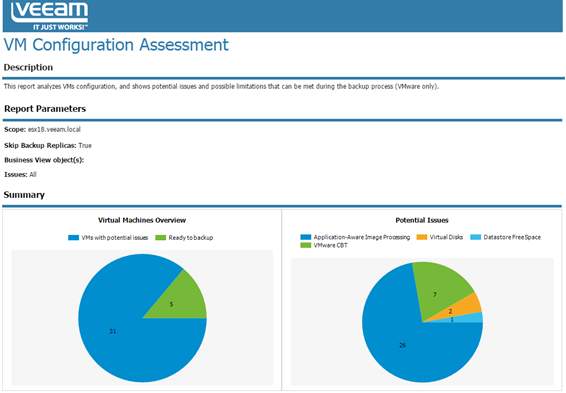 veeam
IT JUST WORKS!™
VM Configuration Assessment
Description
This report analyzes VMs configuration, and shows potential issues and possible limitations that can be met during the backup process (VMware only).
Report Parameters
Scope: esx18.veeam.local
Skip Backup Replicas: True
Business View object(s):
Issues: All
Summary
Virtual Machines Overview
VMs with potential issues Ready to backup
5
31
Potential Issues
Application-Aware Image Processing Virtual Disks Datastore Free Space
VMware CBT
7
2
1
26